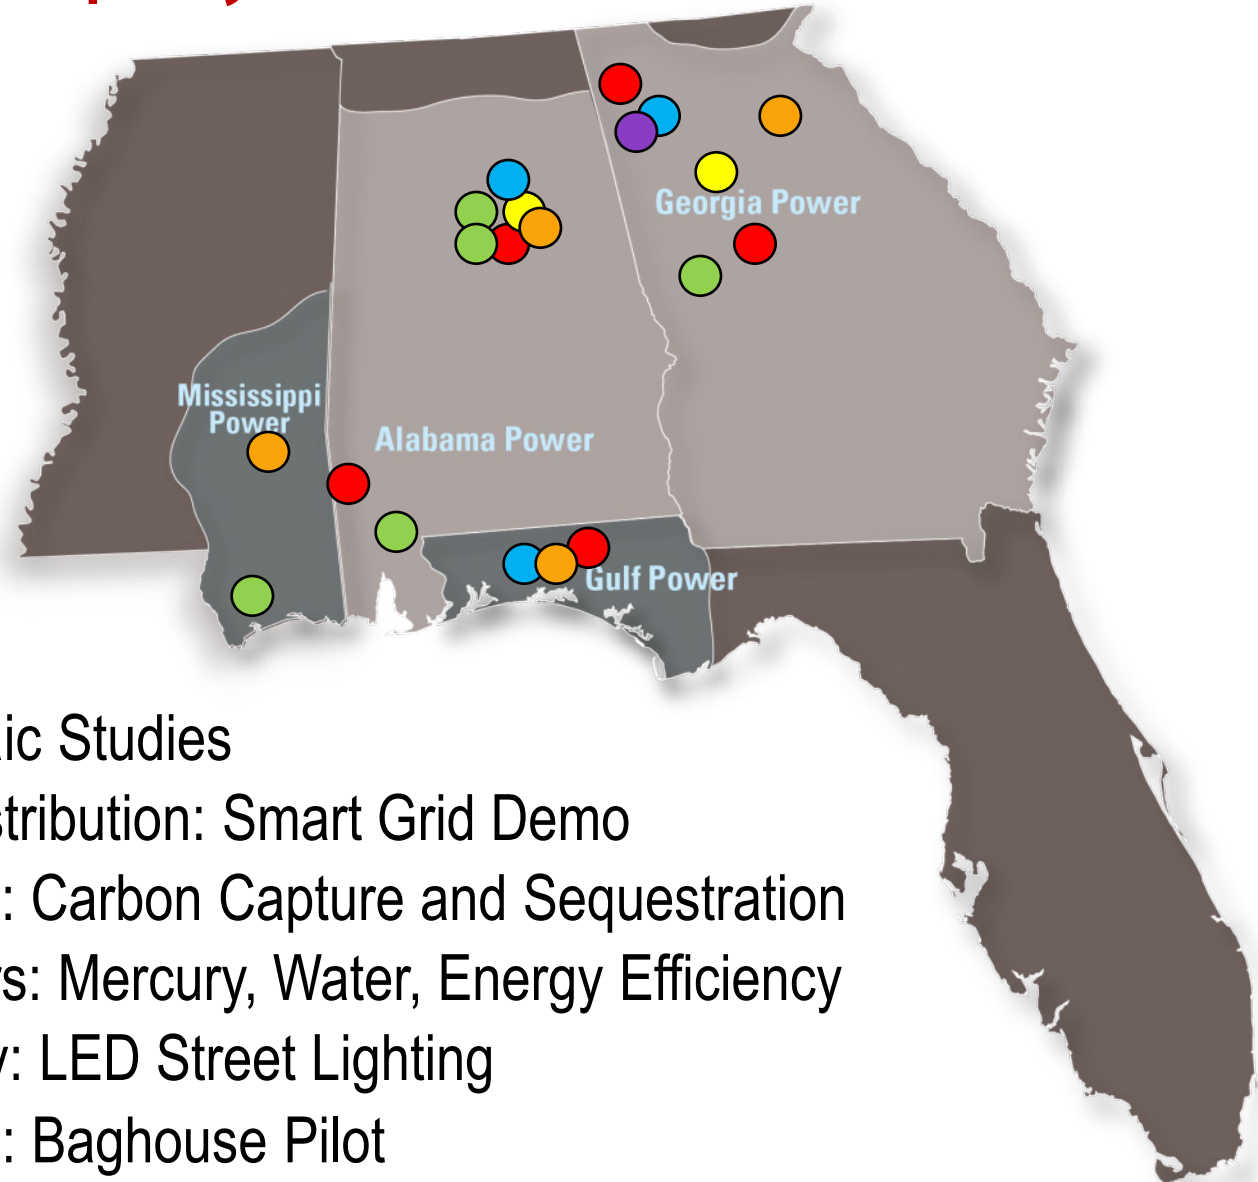 Georgia Power
Mississippi
Power
Alabama Power
Gulf Power
ic Studies
stribution: Smart Grid Demo
: Carbon Capture and Sequestration
s: Mercury, Water, Energy Efficiency
: LED Street Lighting
: Baghouse Pilot